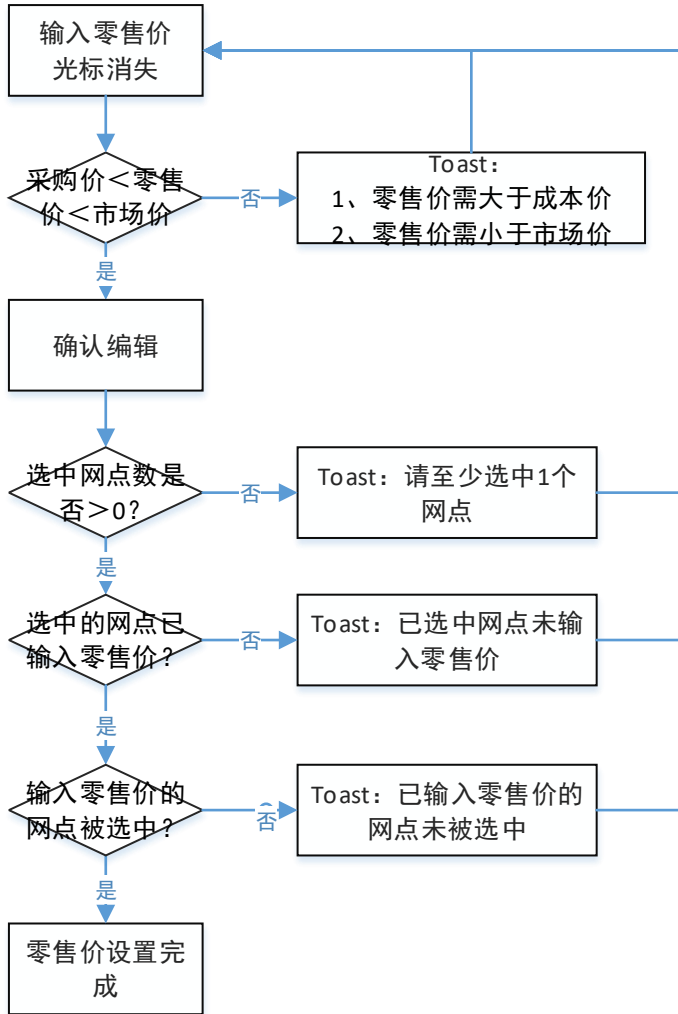 输入零售价
光标消失
采购价＜零售
价＜市场价
否
Toast：
1、零售价需大于成本价
2、零售价需小于市场价
是
确认编辑
选中网点数是
否＞0？
否
Toast：请至少选中1个
网点
是
选中的网点已
输入零售价？
否
Toast：已选中网点未输
入零售价
是
输入零售价的
网点被选中？
否
Toast：已输入零售价的
网点未被选中
是
零售价设置完
成